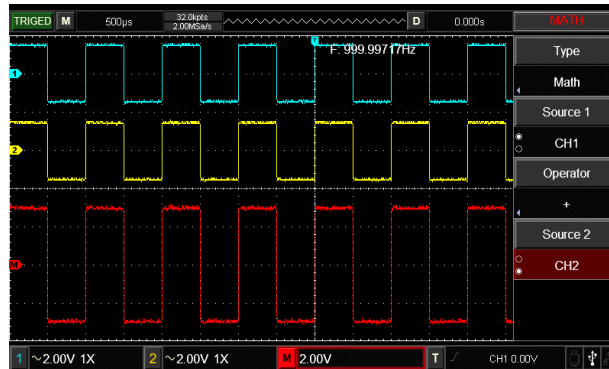 TRIGED M 500μs 32.0kpts D 0.000s MATH
2.00MSa/s
F: 999.99717Hz
Type
Math
Source 1
CH1
Operator
+
Source 2
CH2
T
1
2
M
1 ~2.00V 1X 2 ~2.00V 1X M 2.00V T CH1 0.00V